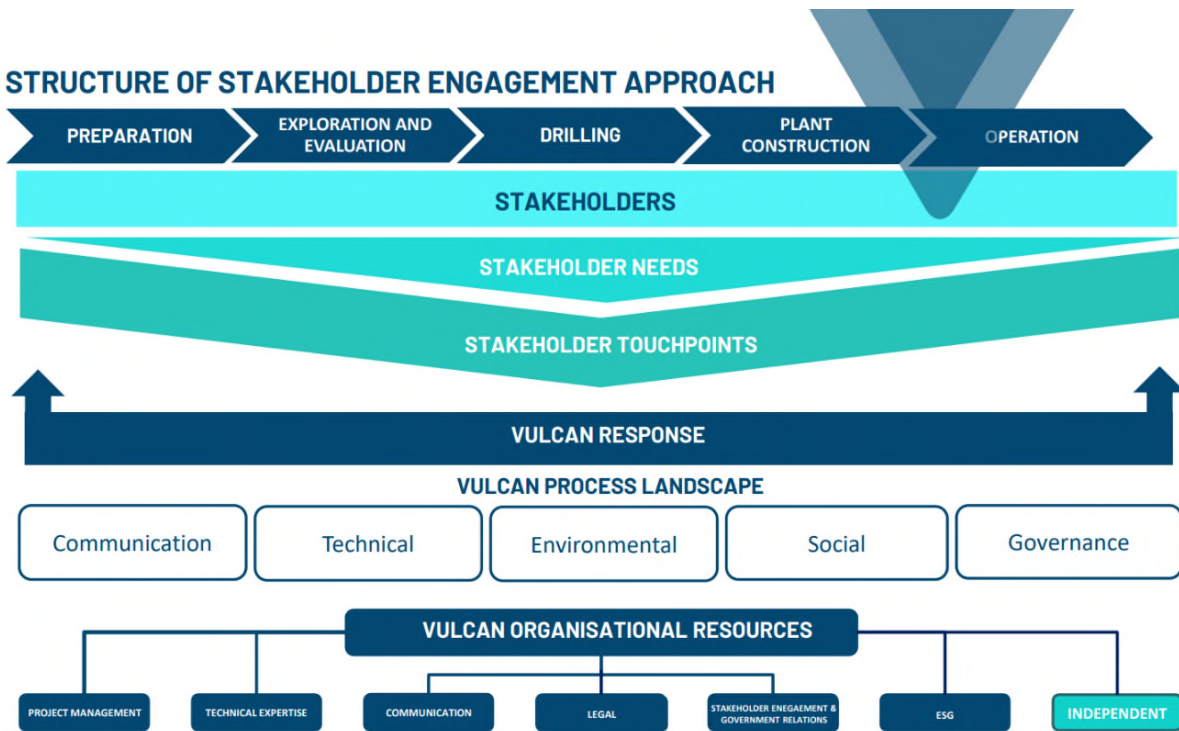 STRUCTURE OF STAKEHOLDER ENGAGEMENT APPROACH
PREPARATION
EXPLORATION AND
EVALUATION
DRILLING
PLANT
CONSTRUCTION
OPERATION
STAKEHOLDERS
STAKEHOLDER NEEDS
STAKEHOLDER TOUCHPOINTS
VULCAN RESPONSE
VULCAN PROCESS LANDSCAPE
Communication
Technical
Environmental
Social
Governance
VULCAN ORGANISATIONAL RESOURCES
PROJECT MANAGEMENT
TECHNICAL EXPERTISE
COMMUNICATION
LEGAL
STAKEHOLDER ENEGAEMENT &
GOVERNMENT RELATIONS
ESG
INDEPENDENT